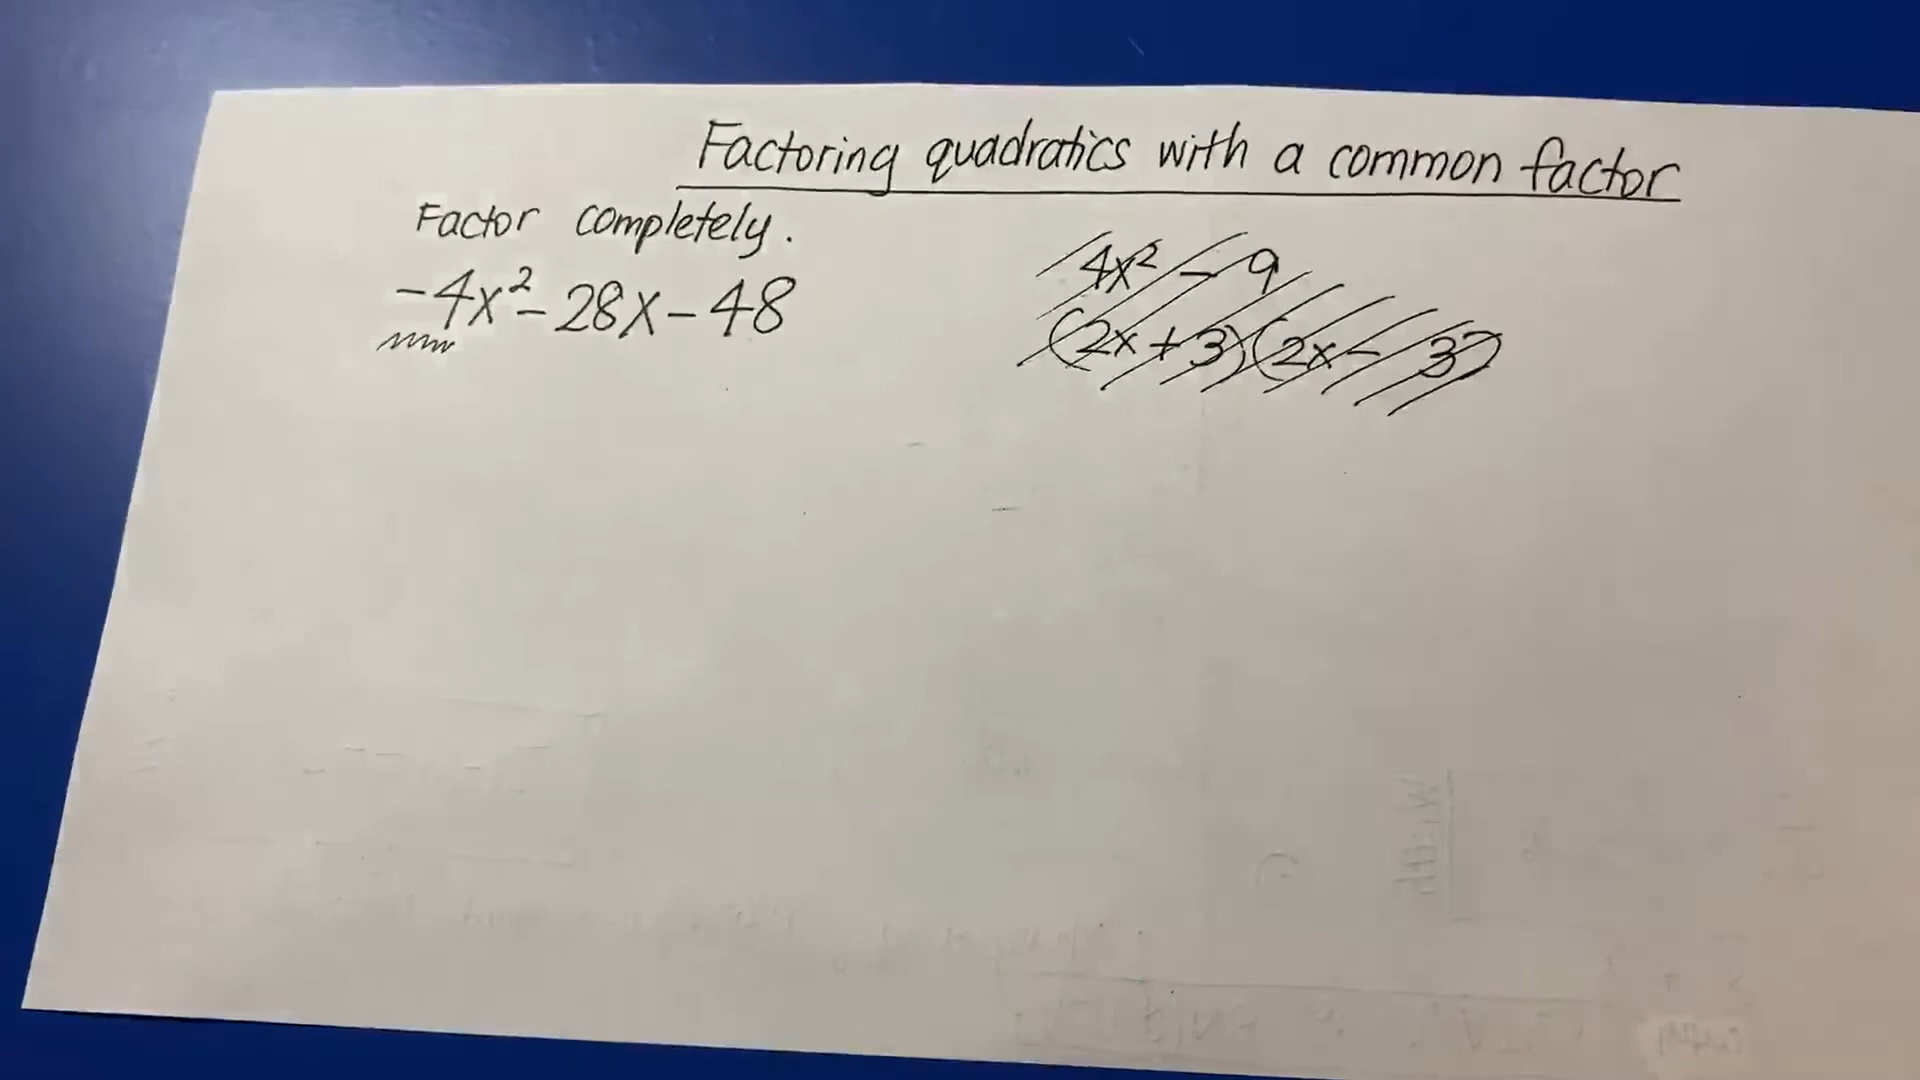 Factoring quadratics with a common factor
Factor completely.
-4x² - 28x - 48
4x² - 9
(2x + 3)(2x - 3)